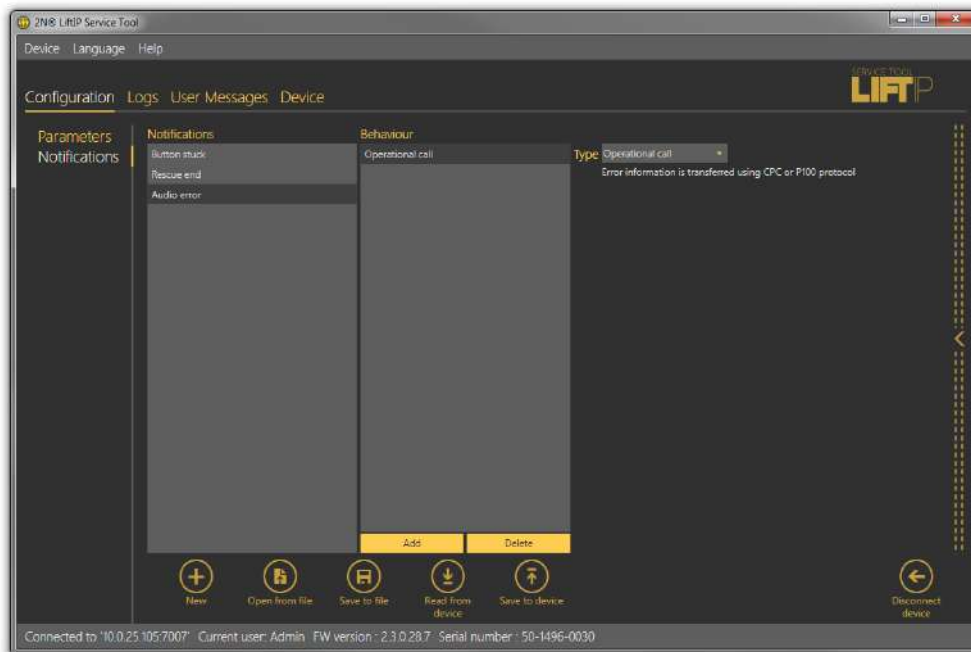 2N® LiftIP Service Tool
Device Language Help
SERVICE TOOL
LIFTIP
Configuration Logs User Messages Device
Parameters
Notifications
Notifications
Button stuck
Rescue end
Audio error
Behaviour
Operational call
Type Operational call
Error information is transferred using CPC or P100 protocol
Add Delete
New
Open from file
Save to file
Read from
device
Save to device
Disconnect
device
Connected to '10.0.25.105:7007' Current user: Admin FW version : 2.3.0.28.7 Serial number : 50-1496-0030